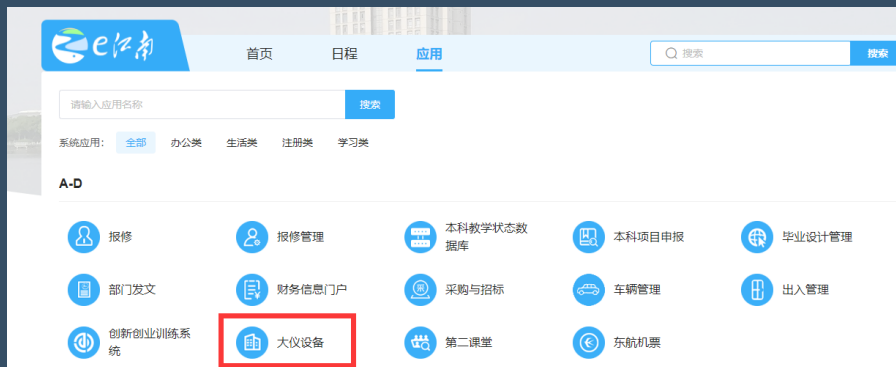 e江南
首页
日程
应用
搜索
搜索
请输入应用名称
搜索
系统应用:
全部
办公类
生活类
注册类
学习类
A-D
报修
报修管理
本科教学状态数
据库
本科项目申报
毕业设计管理
部门发文
财务信息门户
采购与招标
车辆管理
出入管理
创新创业训练系
统
大仪设备
第二课堂
东航机票